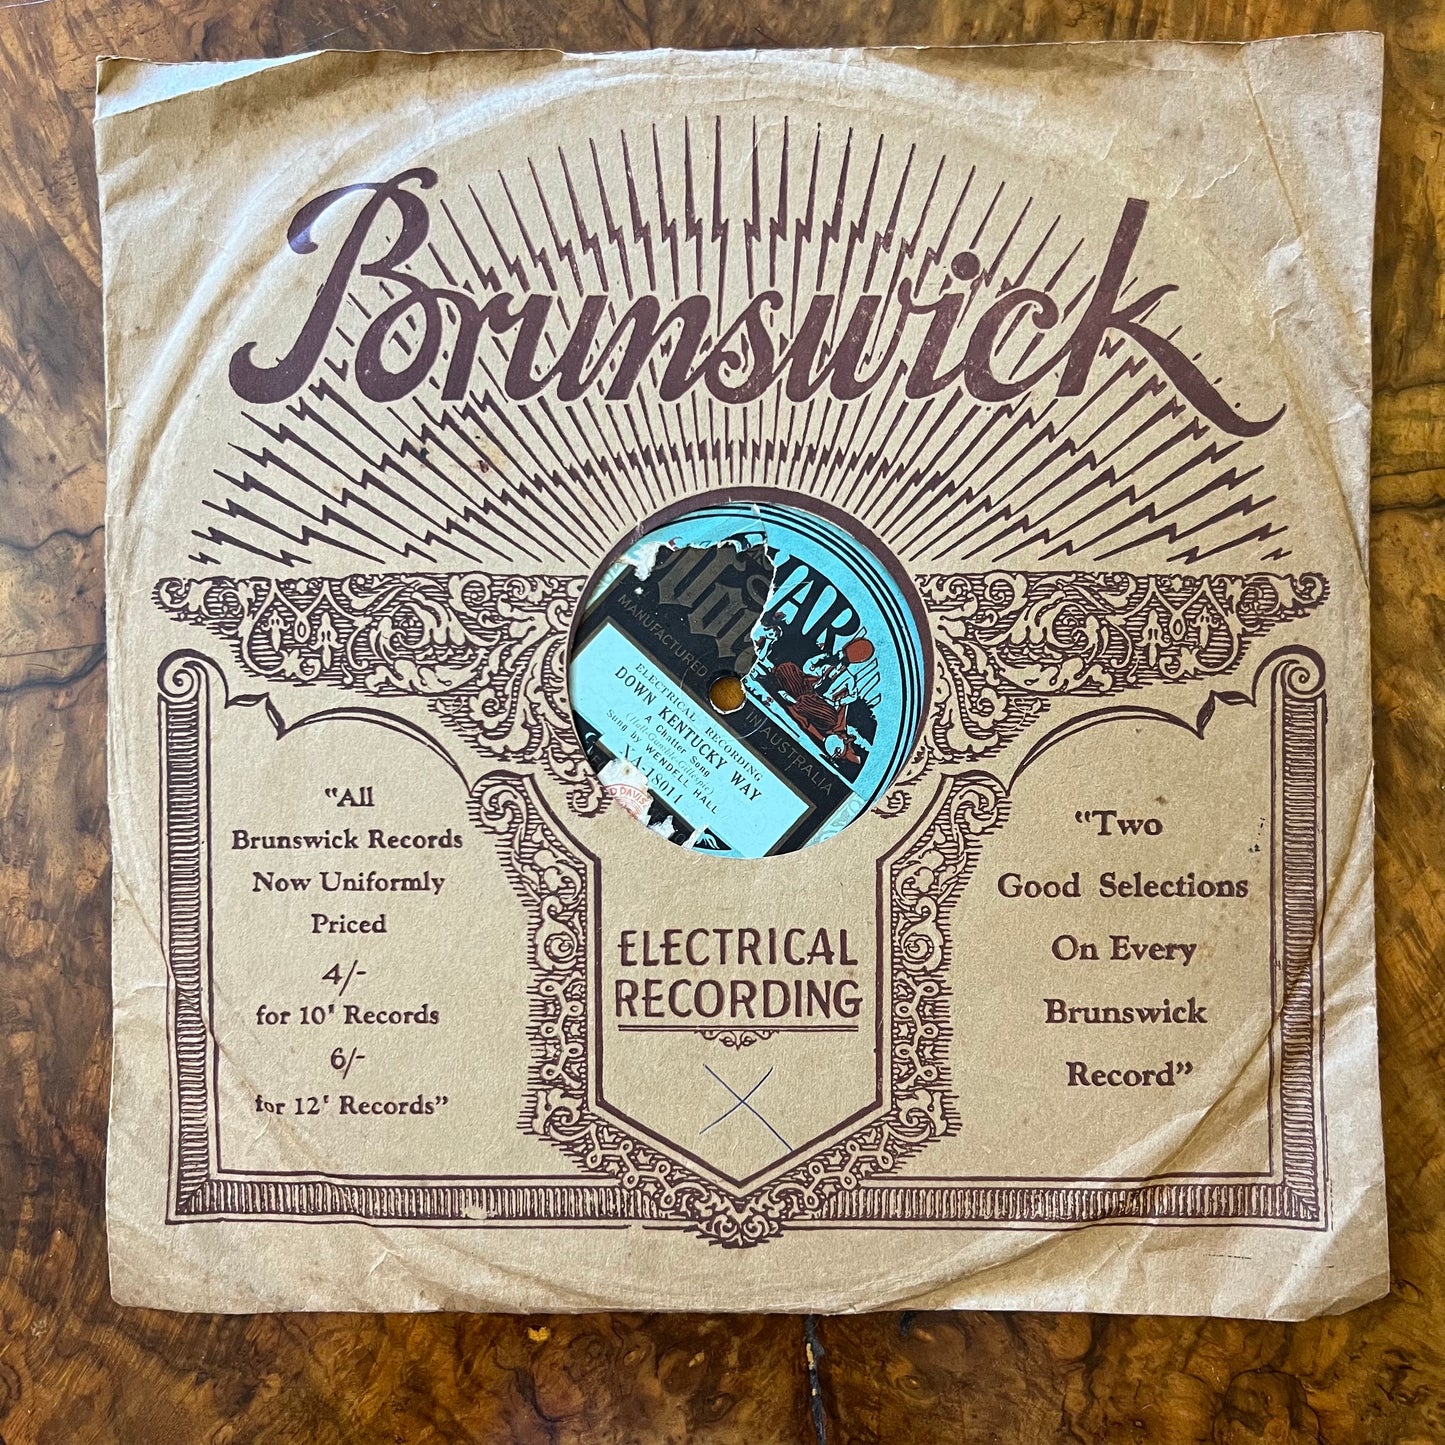 Brunswick
MANUFACTURED IN AUSTRALIA
ELECTRICAL RECORDING
DOWN KENTUCKY WAY
A Chatter Song
Sung by WENDELL HALL
XA-18014
"All
Brunswick Records
Now Uniformly
Priced
4/-
for 10" Records
6/-
for 12" Records"
ELECTRICAL
RECORDING
"Two
Good Selections
On Every
Brunswick
Record"